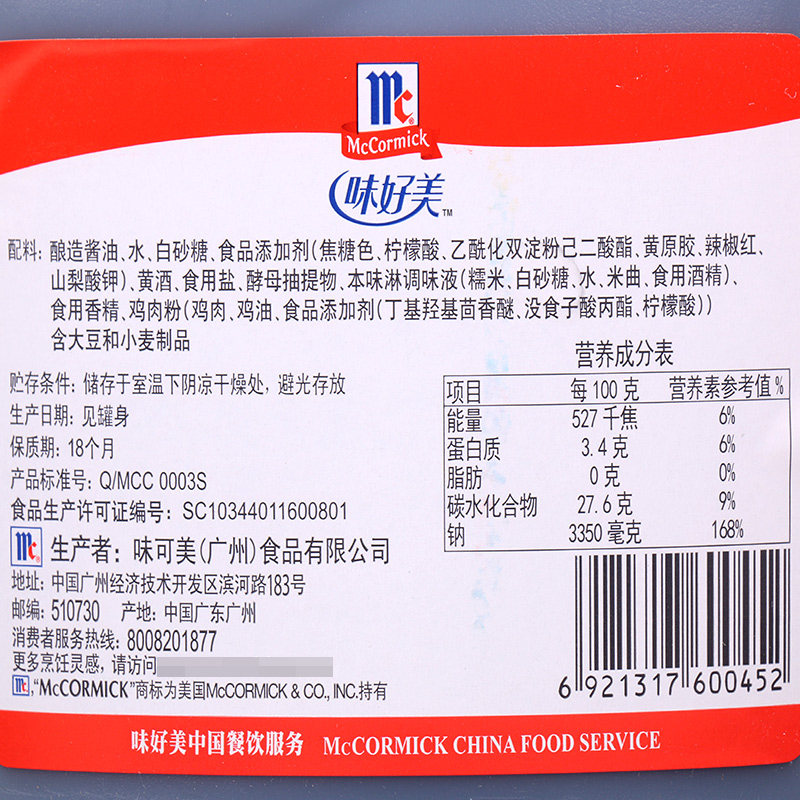 Mc
McCormick
味好美™
配料: 酿造酱油、水、白砂糖、食品添加剂(焦糖色、柠檬酸、乙酰化双淀粉己二酸酯、黄原胶、辣椒红、
山梨酸钾)、黄酒、食用盐、酵母抽提物、本味淋调味液(糯米、白砂糖、水、米曲、食用酒精)、
食用香精、鸡肉粉(鸡肉、鸡油、食品添加剂(丁基羟基茴香醚、没食子酸丙酯、柠檬酸))
含大豆和小麦制品
贮存条件: 储存于室温下阴凉干燥处, 避光存放
生产日期: 见罐身
保质期: 18个月
产品标准号: Q/MCC 0003S
食品生产许可证编号: SC10344011600801
营养成分表
项目 每100克 营养素参考值%
能量 527千焦 6%
蛋白质 3.4克 6%
脂肪 0克 0%
碳水化合物 27.6克 9%
钠 3350毫克 168%
mc 生产者: 味可美(广州)食品有限公司
地址: 中国广州经济技术开发区滨河路183号
邮编: 510730 产地: 中国广东广州
消费者服务热线: 8008201877
更多烹饪灵感, 请访问
mc,“McCORMICK”商标为美国McCORMICK & CO., INC.持有
6 921317 600452
味好美中国餐饮服务 McCORMICK CHINA FOOD SERVICE